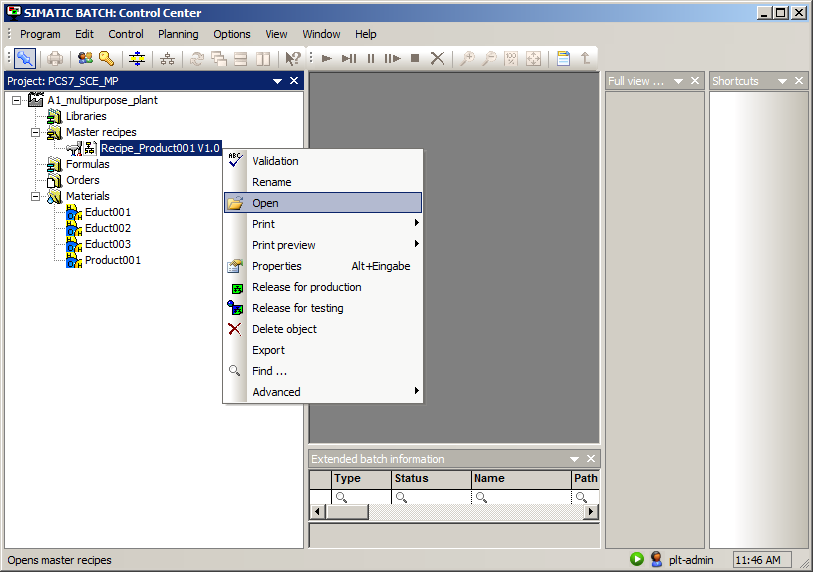 SIMATIC BATCH: Control Center
Program Edit Control Planning Options View Window Help
Project: PCS7_SCE_MP
Full view ...
Shortcuts
A1_multipurpose_plant
Libraries
Master recipes
Recipe_Product001 V1.0
Formulas
Orders
Materials
Educt001
Educt002
Educt003
Product001
ABC
Validation
Rename
Open
Print
Print preview
Properties Alt+Eingabe
Release for production
Release for testing
Delete object
Export
Find ...
Advanced
100%
Extended batch information
Type Status Name Path
Opens master recipes
plt-admin
11:46 AM